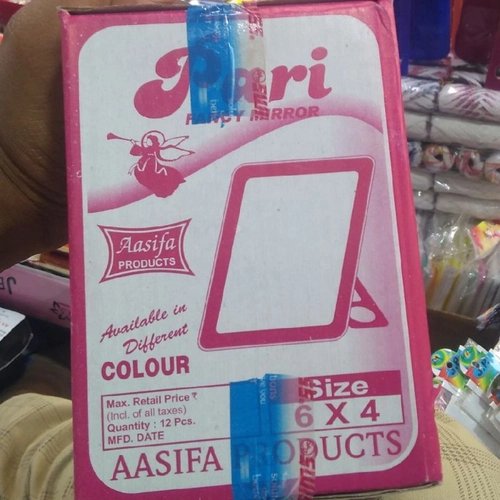 Pari
FANCY MIRROR
Aasifa
PRODUCTS
Available in
Different
COLOUR
Max. Retail Price ₹
(Incl. of all taxes)
Quantity : 12 Pcs.
MFD. DATE
Size
6 X 4
AASIFA PRODUCTS